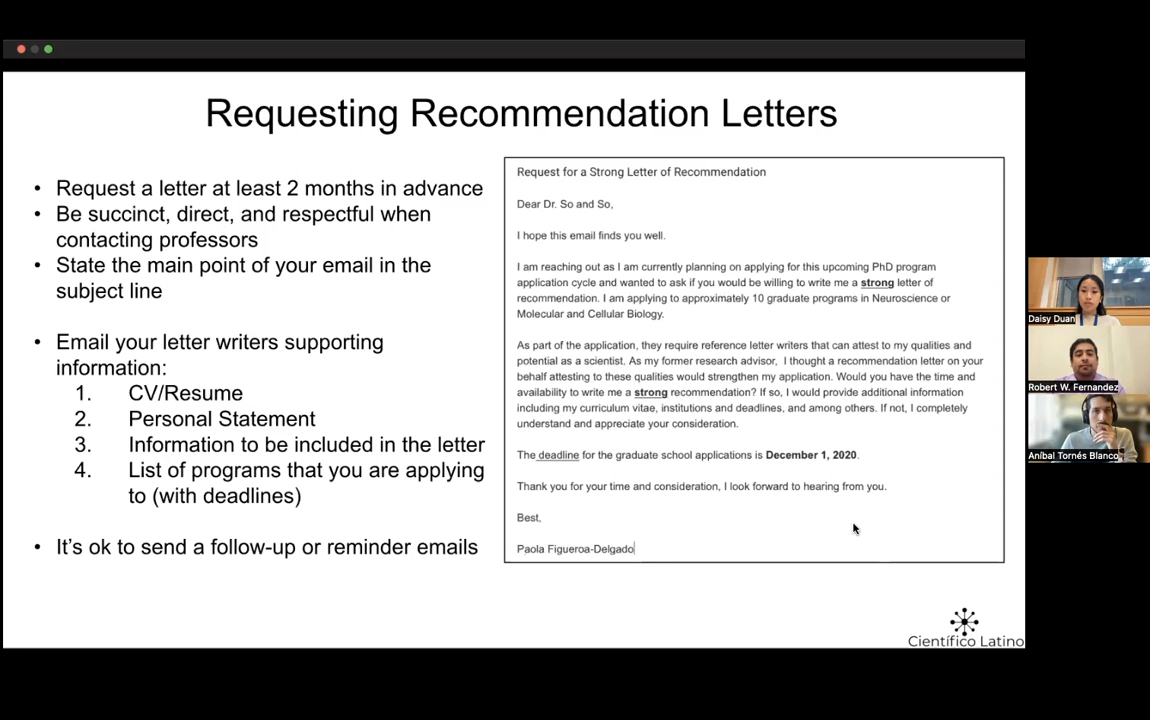 Requesting Recommendation Letters
• Request a letter at least 2 months in advance
• Be succinct, direct, and respectful when
contacting professors
• State the main point of your email in the
subject line
• Email your letter writers supporting
information:
1. CV/Resume
2. Personal Statement
3. Information to be included in the letter
4. List of programs that you are applying
to (with deadlines)
• It's ok to send a follow-up or reminder emails
Request for a Strong Letter of Recommendation
Dear Dr. So and So,
I hope this email finds you well.
I am reaching out as I am currently planning on applying for this upcoming PhD program
application cycle and wanted to ask if you would be willing to write me a strong letter of
recommendation. I am applying to approximately 10 graduate programs in Neuroscience or
Molecular and Cellular Biology.
As part of the application, they require reference letter writers that can attest to my qualities and
potential as a scientist. As my former research advisor, I thought a recommendation letter on your
behalf attesting to these qualities would strengthen my application. Would you have the time and
availability to write me a strong recommendation? If so, I would provide additional information
including my curriculum vitae, institutions and deadlines, and among others. If not, I completely
understand and appreciate your consideration.
The deadline for the graduate school applications is December 1, 2020.
Thank you for your time and consideration, I look forward to hearing from you.
Best,
Paola Figueroa-Delgado
Científico Latino
Daisy Duan
Robert W. Fernandez
Aníbal Tornés Blanco